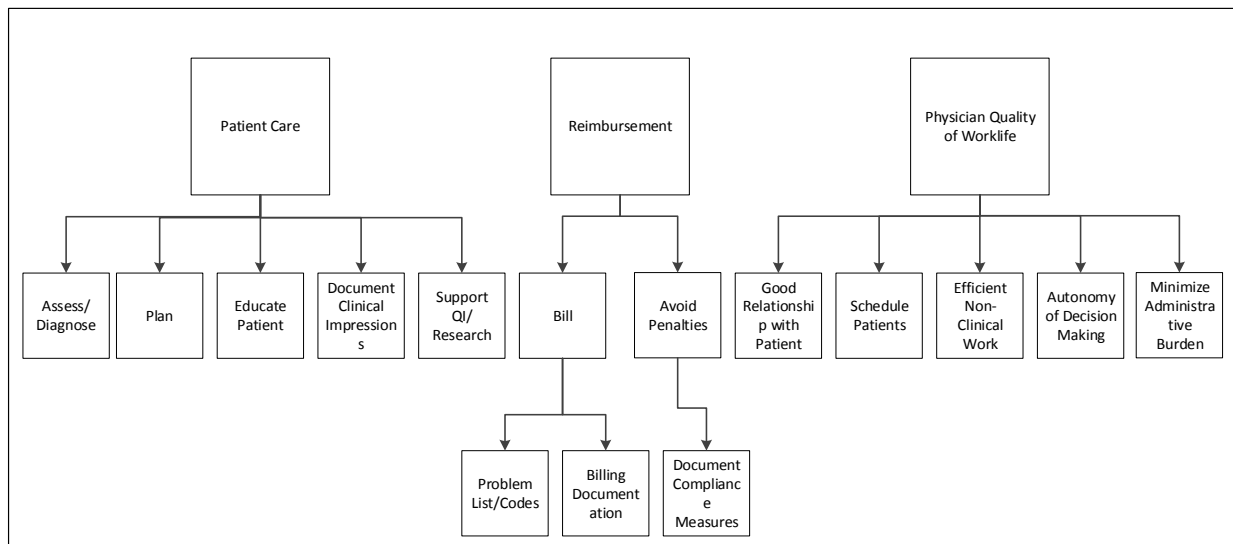 Patient Care
Reimbursement
Physician Quality
of Worklife
Assess/
Diagnose
Plan
Educate
Patient
Document
Clinical
Impression
s
Support
QI/
Research
Bill
Avoid
Penalties
Good
Relationshi
p with
Patient
Schedule
Patients
Efficient
Non-
Clinical
Work
Autonomy
of Decision
Making
Minimize
Administra
tive
Burden
Problem
List/Codes
Billing
Document
ation
Document
Complianc
e
Measures